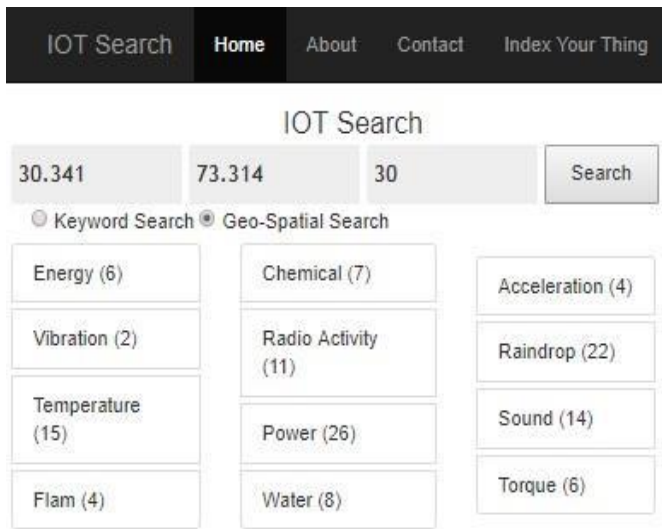 IOT Search Home About Contact Index Your Thing
IOT Search
30.341 73.314 30 Search
Keyword Search Geo-Spatial Search
Energy (6)
Vibration (2)
Temperature
(15)
Flam (4)
Chemical (7)
Radio Activity
(11)
Power (26)
Water (8)
Acceleration (4)
Raindrop (22)
Sound (14)
Torque (6)